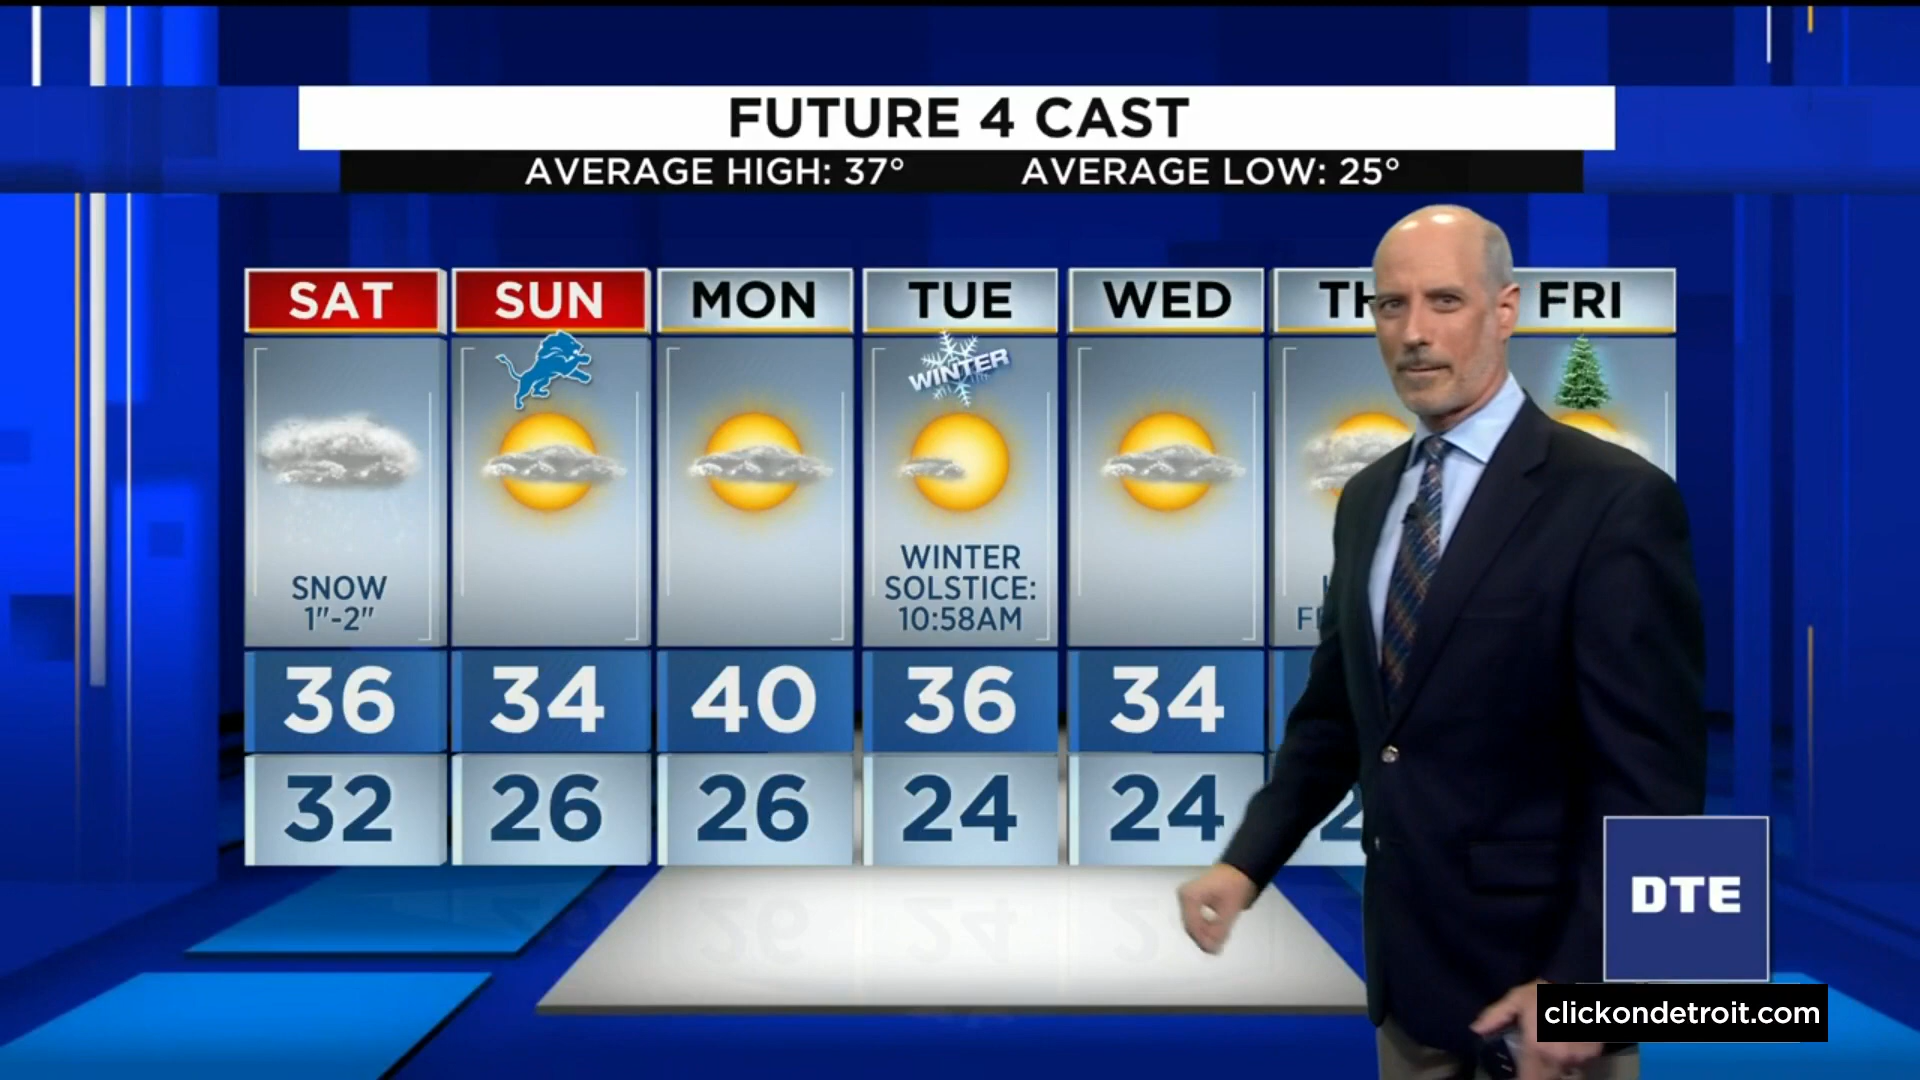 FUTURE 4 CAST
AVERAGE HIGH: 37° AVERAGE LOW: 25°
SAT SUN MON TUE WED FRI
WINTER
WINTER
SOLSTICE:
10:58AM
SNOW
1"-2"
36 34 40 36 34
32 26 26 24 24
DTE
clickondetroit.com